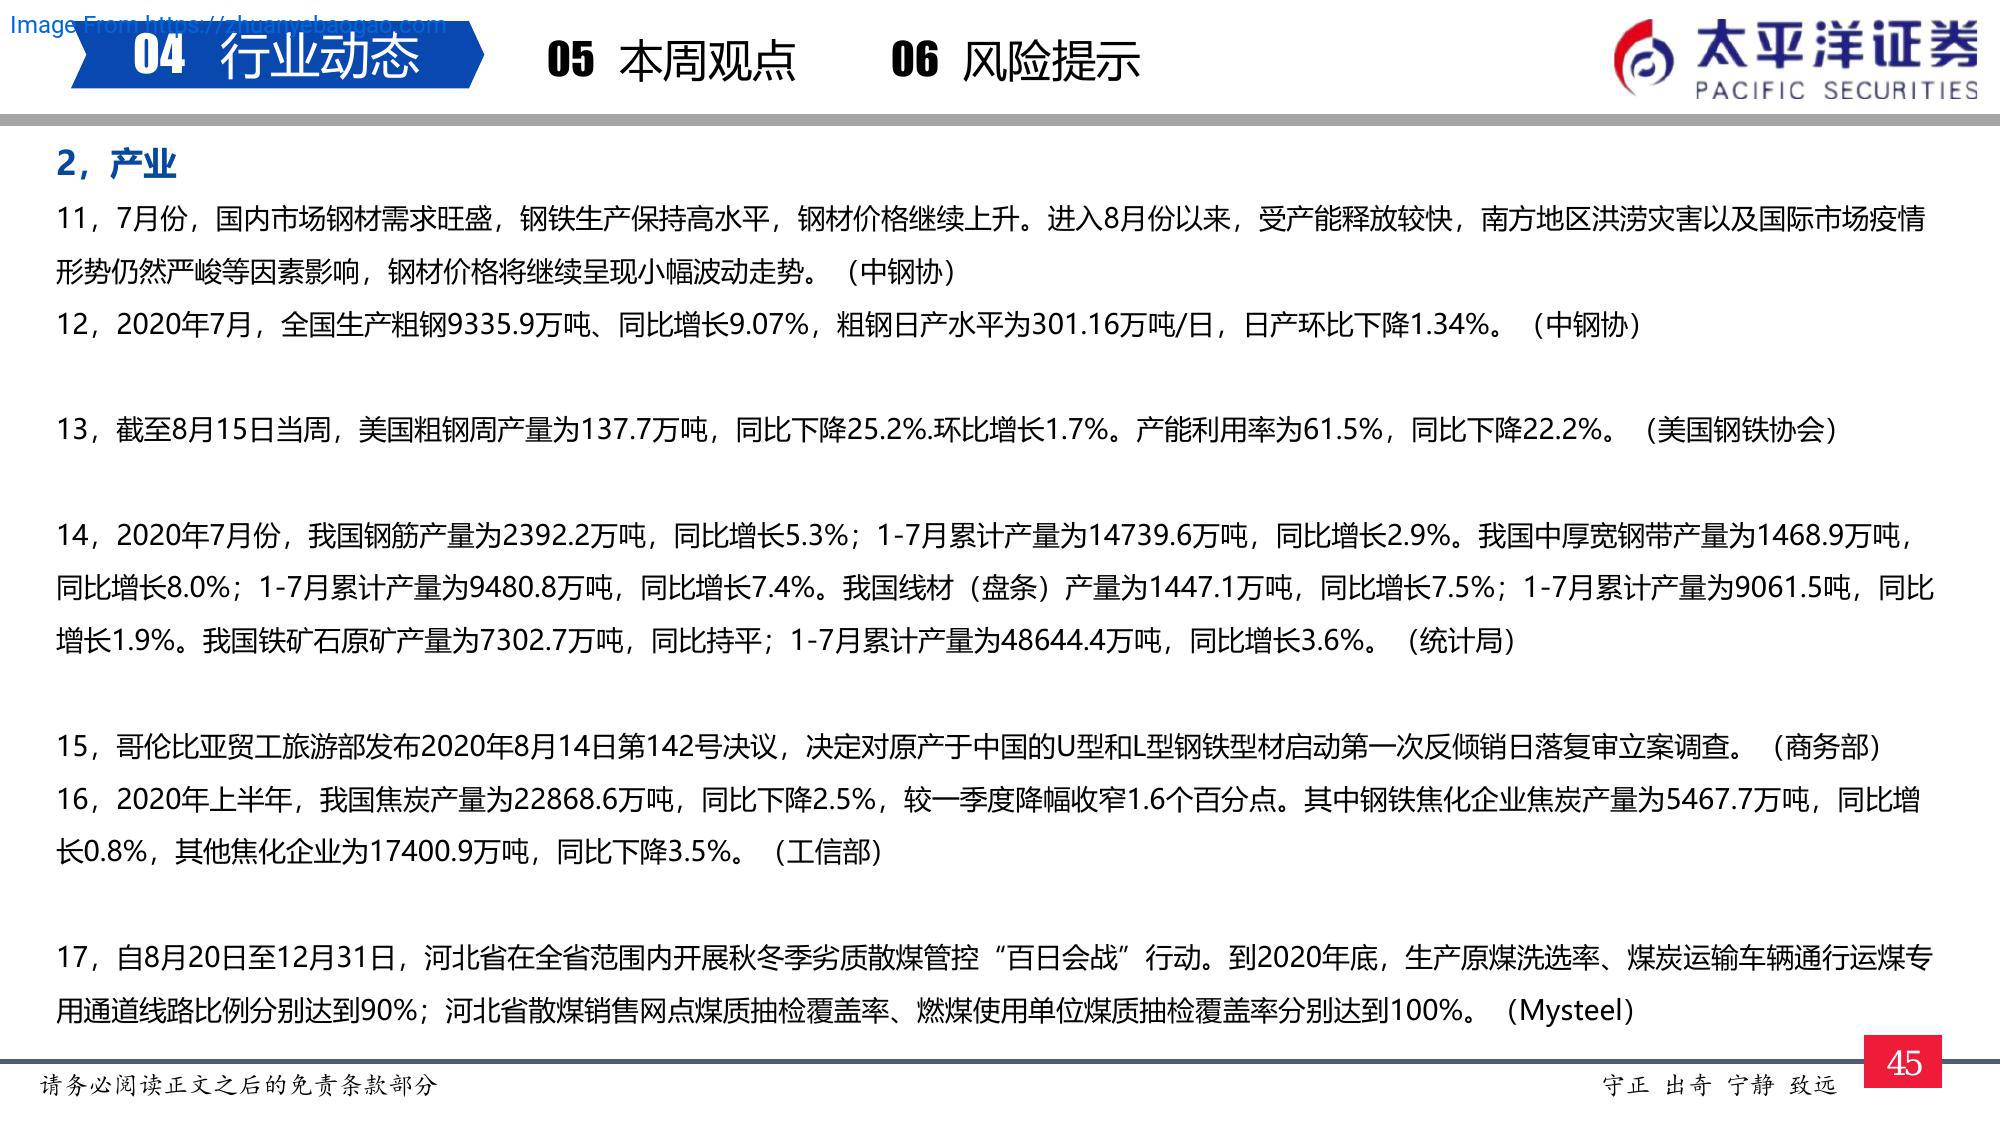 Image From https://zhuanyebaogao.com
04 行业动态 05 本周观点 06 风险提示
太平洋证券
PACIFIC SECURITIES
2，产业
11，7月份，国内市场钢材需求旺盛，钢铁生产保持高水平，钢材价格继续上升。进入8月份以来，受产能释放较快，南方地区洪涝灾害以及国际市场疫情
形势仍然严峻等因素影响，钢材价格将继续呈现小幅波动走势。（中钢协）
12，2020年7月，全国生产粗钢9335.9万吨、同比增长9.07%，粗钢日产水平为301.16万吨/日，日产环比下降1.34%。（中钢协）
13，截至8月15日当周，美国粗钢周产量为137.7万吨，同比下降25.2%.环比增长1.7%。产能利用率为61.5%，同比下降22.2%。（美国钢铁协会）
14，2020年7月份，我国钢筋产量为2392.2万吨，同比增长5.3%；1-7月累计产量为14739.6万吨，同比增长2.9%。我国中厚宽钢带产量为1468.9万吨，
同比增长8.0%；1-7月累计产量为9480.8万吨，同比增长7.4%。我国线材（盘条）产量为1447.1万吨，同比增长7.5%；1-7月累计产量为9061.5吨，同比
增长1.9%。我国铁矿石原矿产量为7302.7万吨，同比持平；1-7月累计产量为48644.4万吨，同比增长3.6%。（统计局）
15，哥伦比亚贸工旅游部发布2020年8月14日第142号决议，决定对原产于中国的U型和L型钢铁型材启动第一次反倾销日落复审立案调查。（商务部）
16，2020年上半年，我国焦炭产量为22868.6万吨，同比下降2.5%，较一季度降幅收窄1.6个百分点。其中钢铁焦化企业焦炭产量为5467.7万吨，同比增
长0.8%，其他焦化企业为17400.9万吨，同比下降3.5%。（工信部）
17，自8月20日至12月31日，河北省在全省范围内开展秋冬季劣质散煤管控“百日会战”行动。到2020年底，生产原煤洗选率、煤炭运输车辆通行运煤专
用通道线路比例分别达到90%；河北省散煤销售网点煤质抽检覆盖率、燃煤使用单位煤质抽检覆盖率分别达到100%。（Mysteel）
请务必阅读正文之后的免责条款部分
守正 出奇 宁静 致远
45